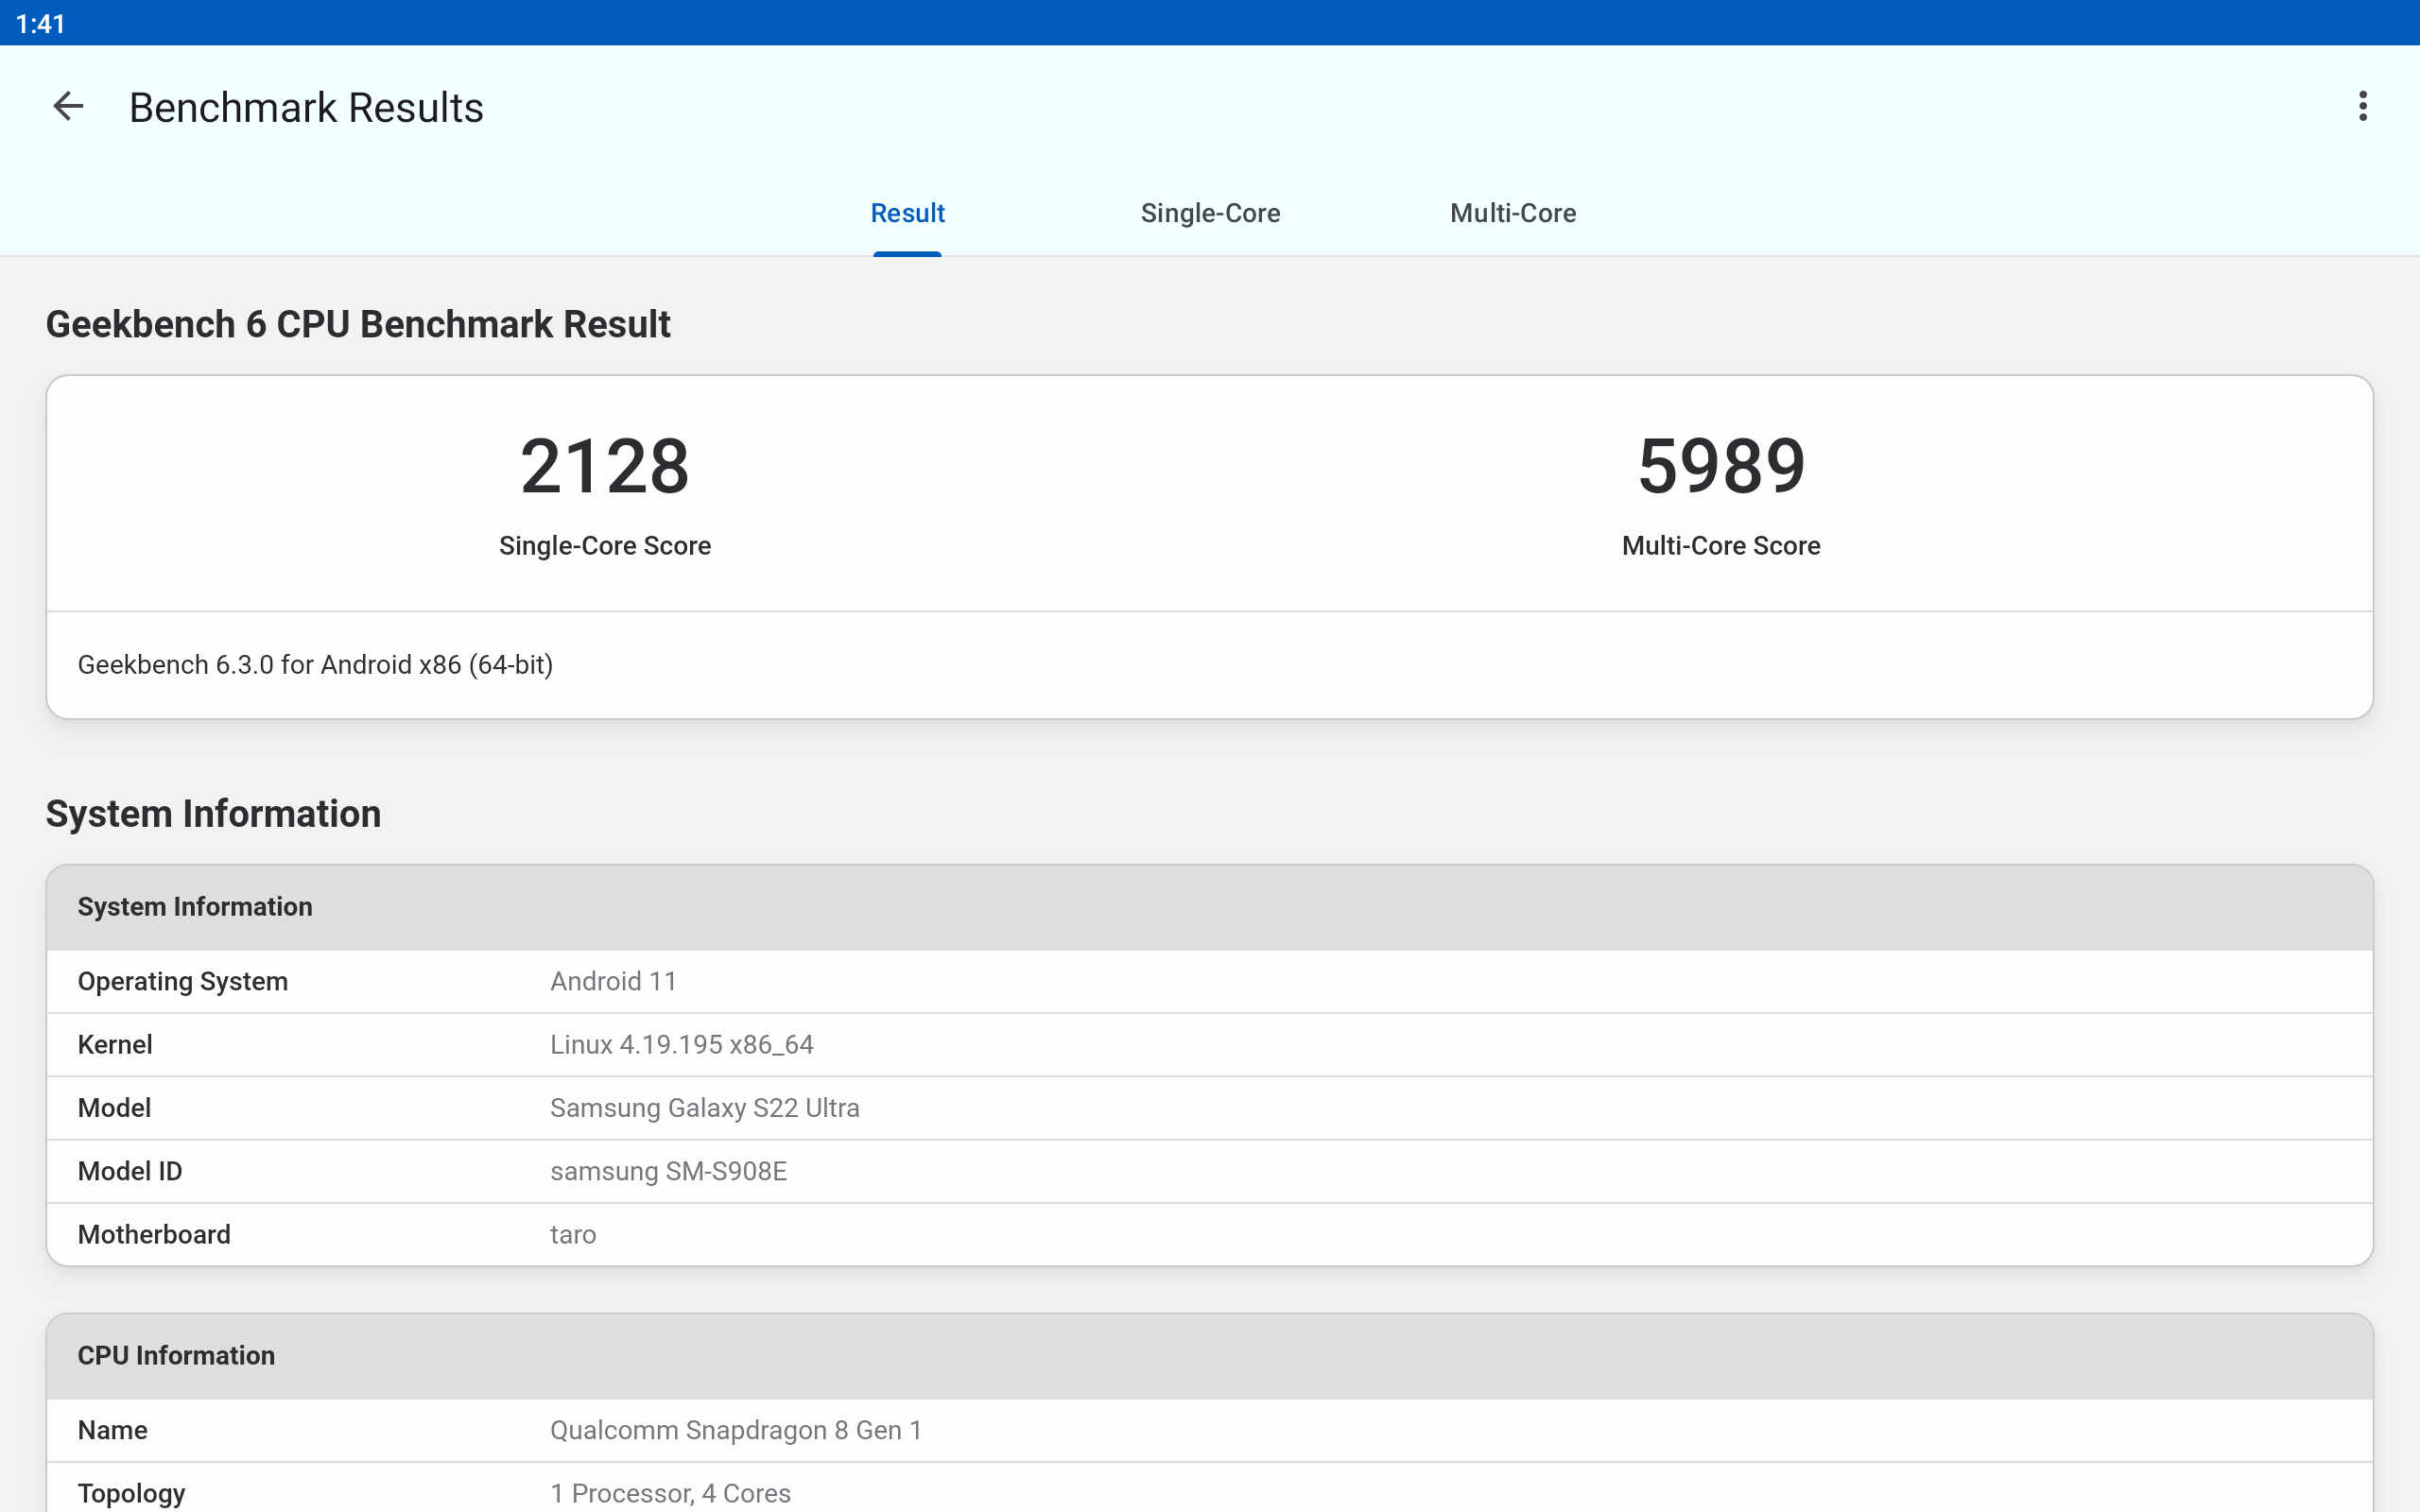 1:41
Benchmark Results
Result Single-Core Multi-Core
Geekbench 6 CPU Benchmark Result
2128 5989
Single-Core Score Multi-Core Score
Geekbench 6.3.0 for Android x86 (64-bit)
System Information
System Information
Operating System Android 11
Kernel Linux 4.19.195 x86_64
Model Samsung Galaxy S22 Ultra
Model ID samsung SM-S908E
Motherboard taro
CPU Information
Name Qualcomm Snapdragon 8 Gen 1
Topology 1 Processor, 4 Cores